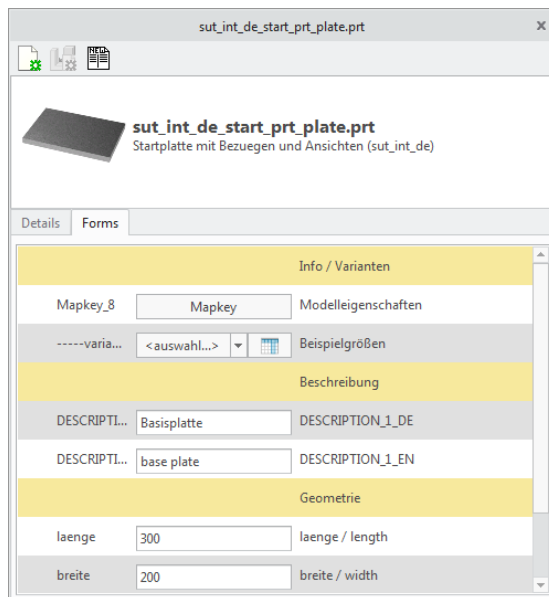 sut_int_de_start_prt_plate.prt
NEW
sut_int_de_start_prt_plate.prt
Startplatte mit Bezuegen und Ansichten (sut_int_de)
Details Forms
Info / Varianten
Mapkey_8 Mapkey Modelleigenschaften
-----varia... <auswahl...> Beispielgrößen
Beschreibung
DESCRIPTI... Basisplatte DESCRIPTION_1_DE
DESCRIPTI... base plate DESCRIPTION_1_EN
Geometrie
laenge 300 laenge / length
breite 200 breite / width